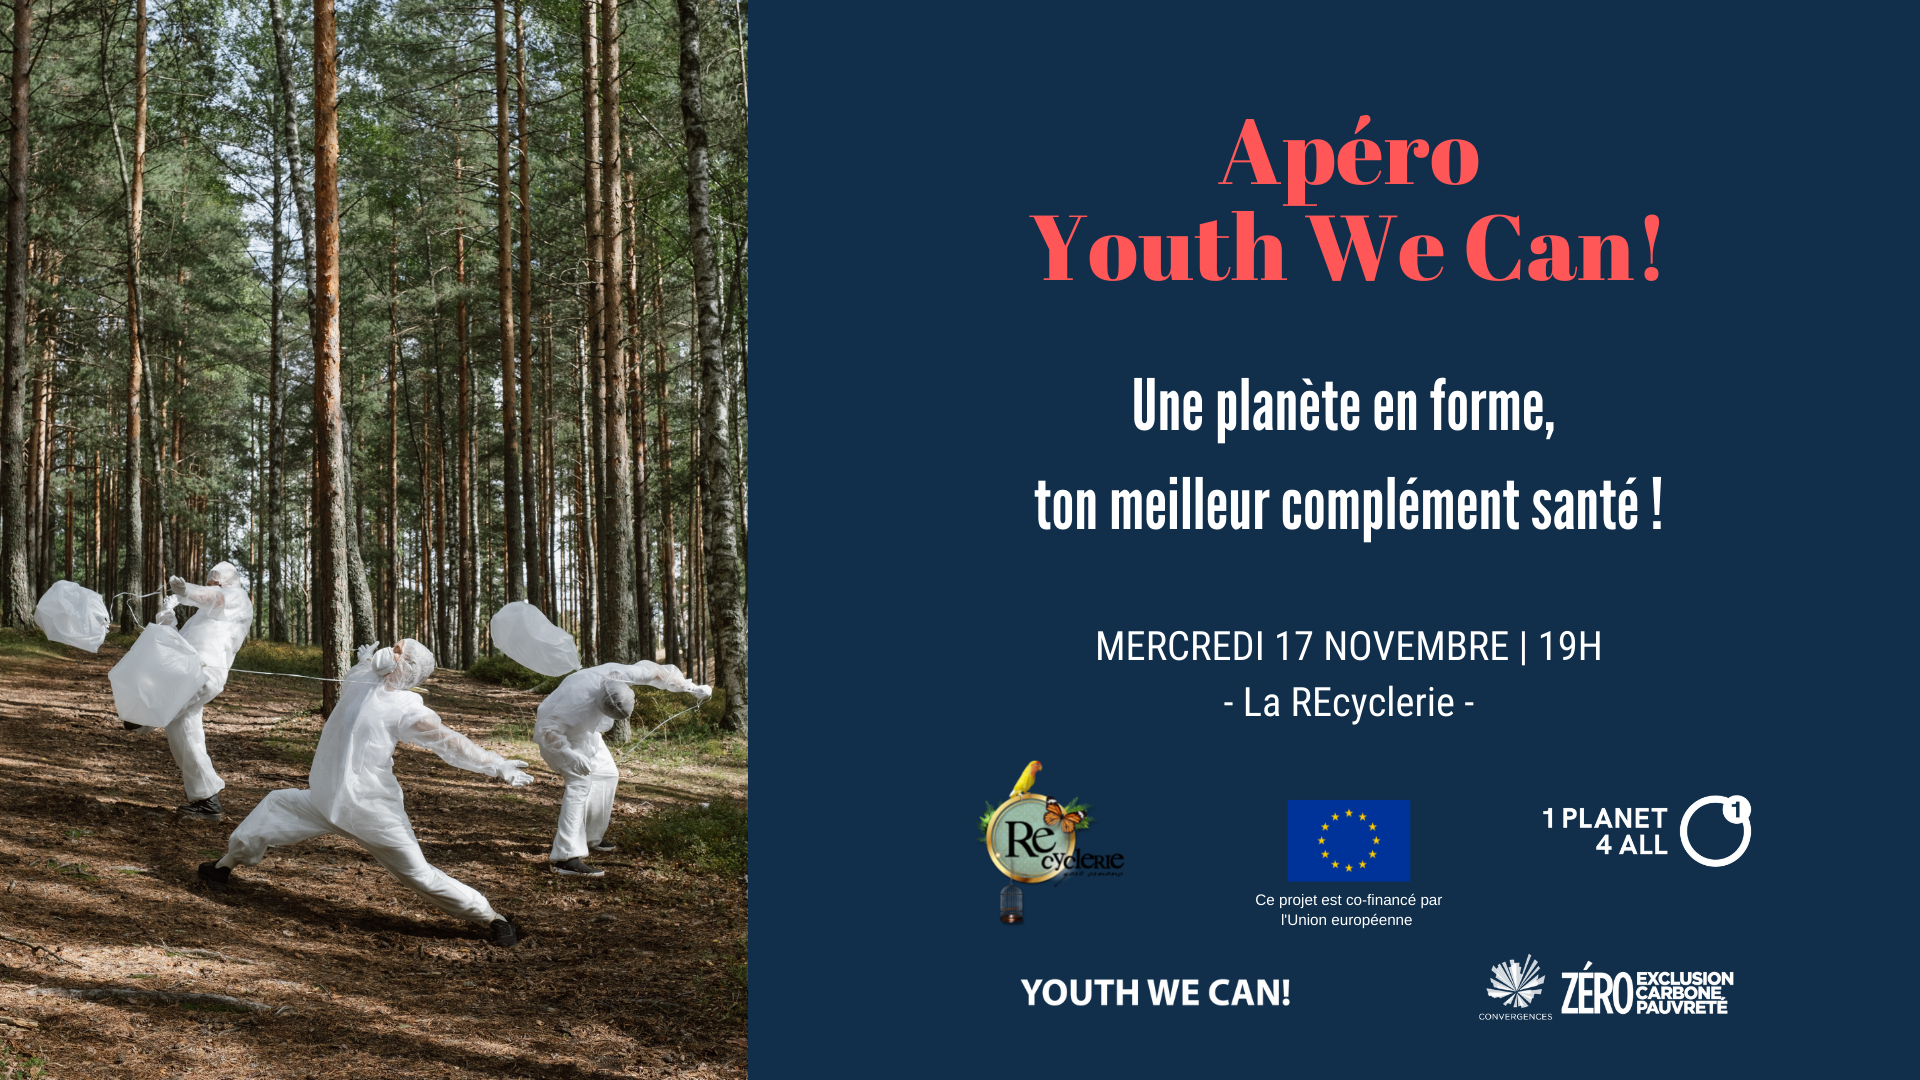 Apéro
Youth We Can!
Une planète en forme,
ton meilleur complément santé !
MERCREDI 17 NOVEMBRE | 19H
- La REcyclerie -
Re
cyclerie
1 PLANET
4 ALL
1
Ce projet est co-financé par
l'Union européenne
YOUTH WE CAN!
CONVERGENCES
ZÉRO
EXCLUSION
CARBONE
PAUVRETÉ